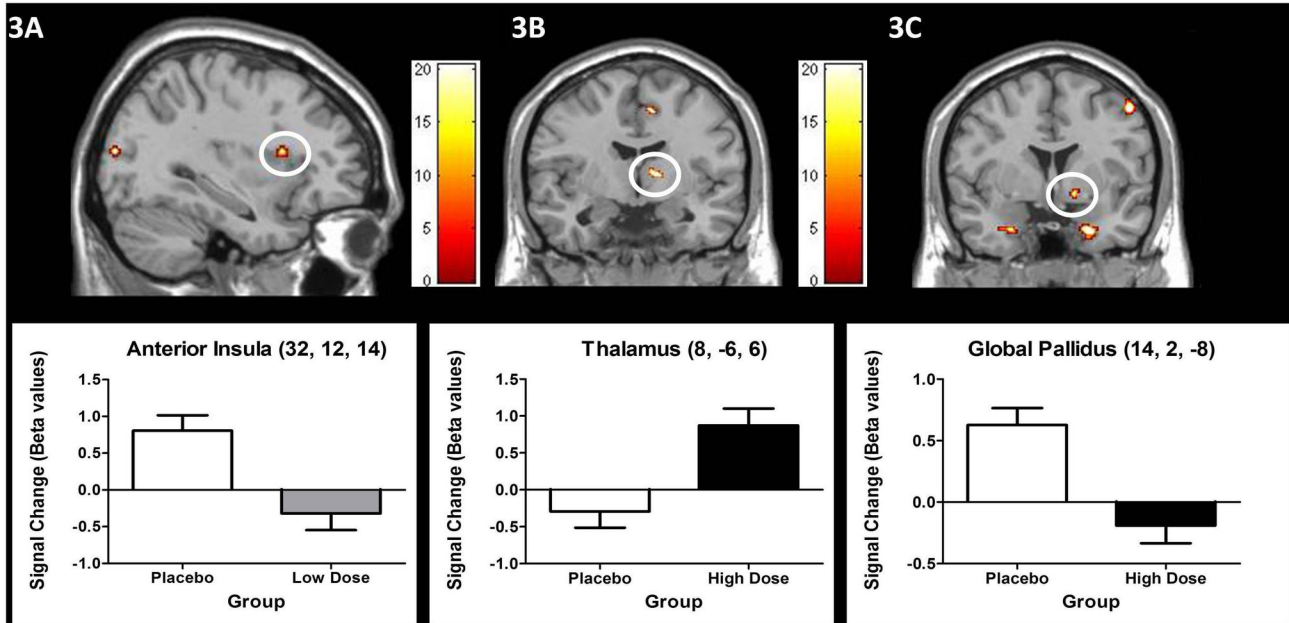 3A
20
15
10
5
0
3B
20
15
10
5
0
3C
Anterior Insula (32, 12, 14)
Signal Change (Beta values)
1.5
1.0
0.5
0.0
-0.5
-1.0
Placebo
Low Dose
Group
Thalamus (8, -6, 6)
Signal Change (Beta values)
1.5
1.0
0.5
0.0
-0.5
-1.0
Placebo
High Dose
Group
Global Pallidus (14, 2, -8)
Signal Change (Beta values)
1.0
0.5
0.0
-0.5
Placebo
High Dose
Group